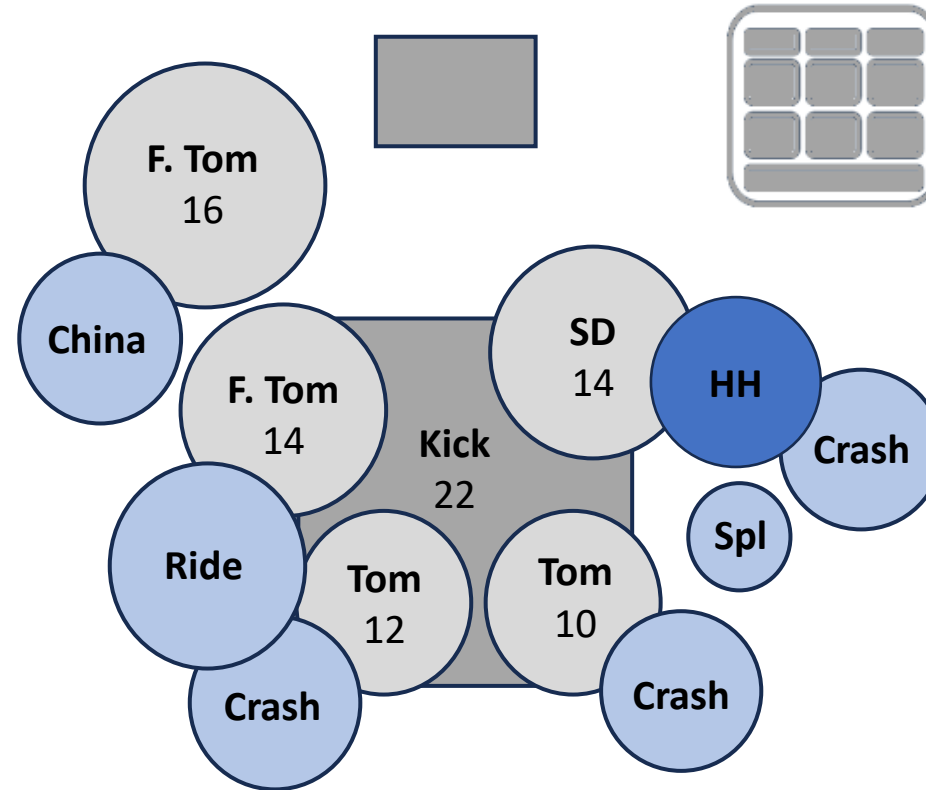 F. Tom
16
China
SD
14
HH
F. Tom
14
Kick
22
Crash
Spl
Ride
Tom
12
Tom
10
Crash
Crash